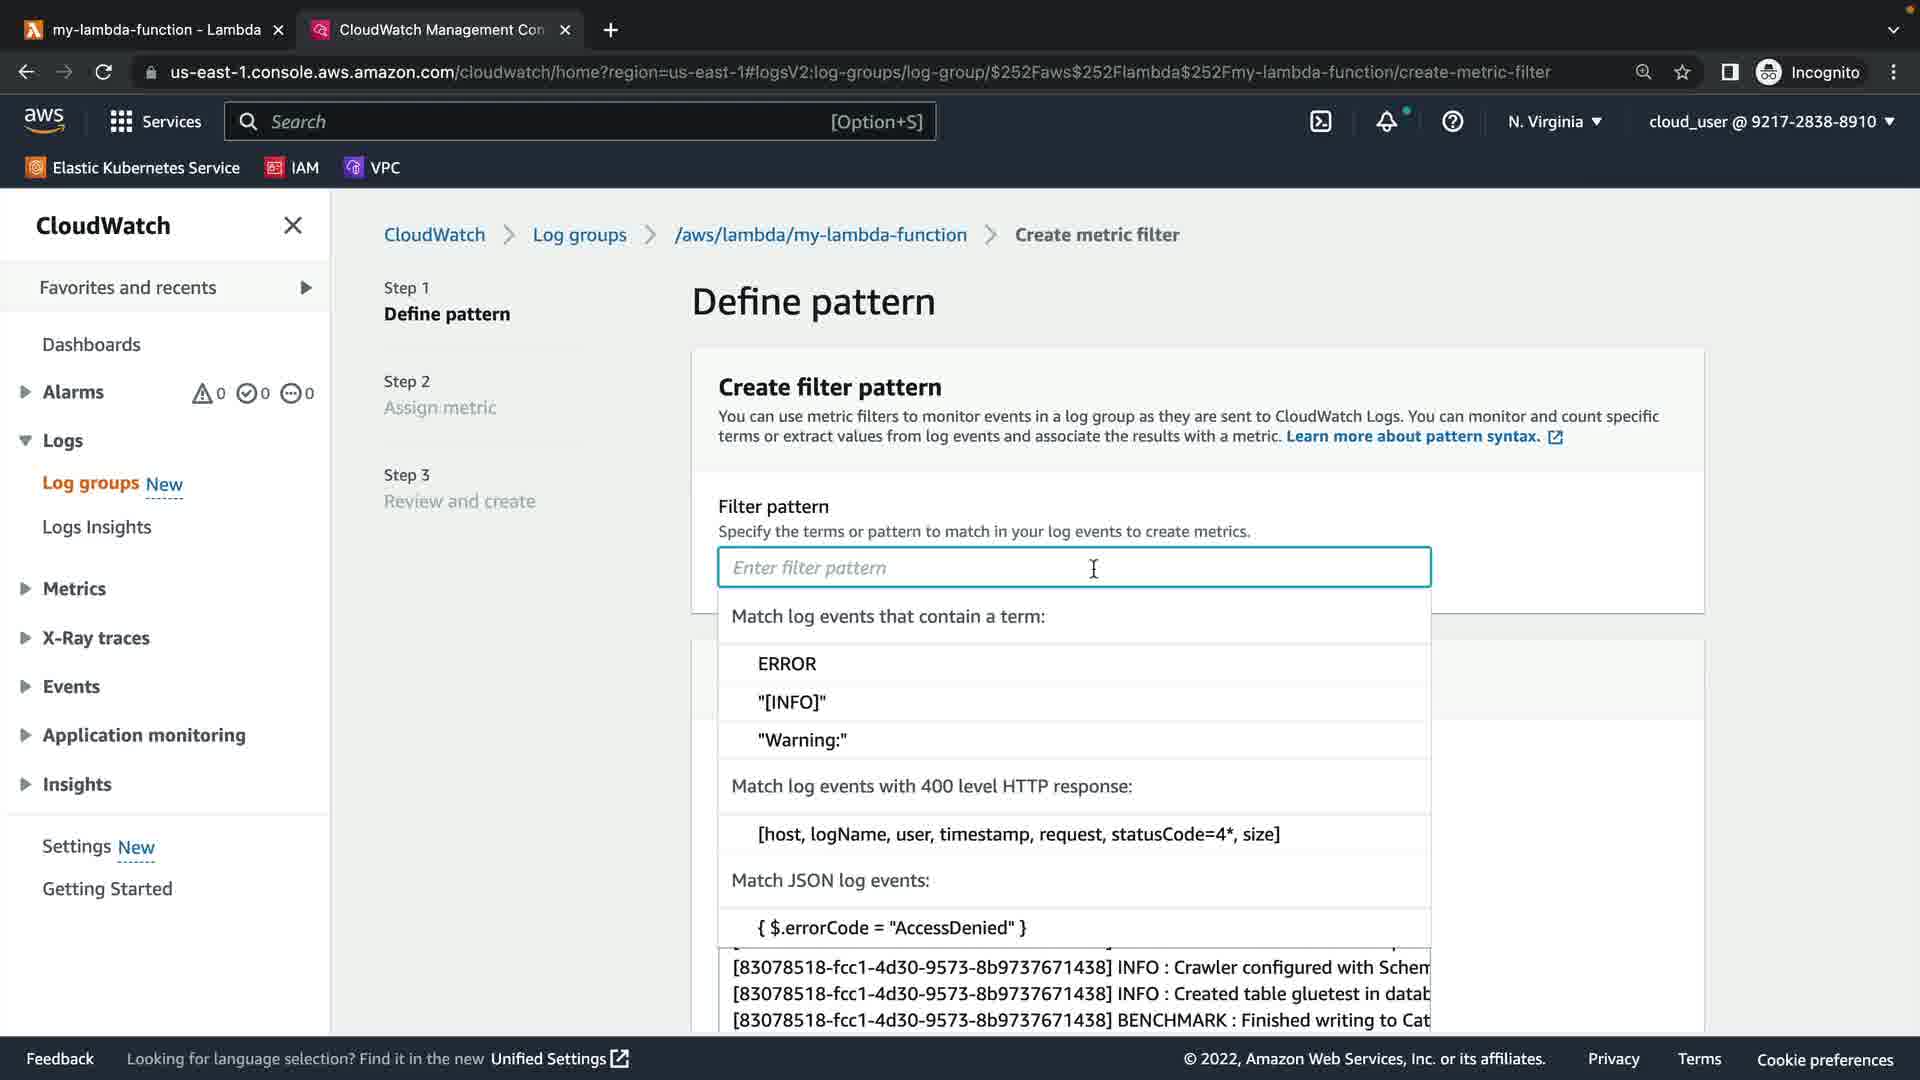 my-lambda-function - Lambda
CloudWatch Management Con
us-east-1.console.aws.amazon.com/cloudwatch/home?region=us-east-1#logsV2:log-groups/log-group/$252Faws$252Flambda$252Fmy-lambda-function/create-metric-filter
Incognito
aws
Services
Search
[Option+S]
N. Virginia
cloud_user @ 9217-2838-8910
Elastic Kubernetes Service
IAM
VPC
CloudWatch
Favorites and recents
Dashboards
Alarms
0
0
0
Logs
Log groups New
Logs Insights
Metrics
X-Ray traces
Events
Application monitoring
Insights
Settings New
Getting Started
CloudWatch
Log groups
/aws/lambda/my-lambda-function
Create metric filter
Step 1
Define pattern
Step 2
Assign metric
Step 3
Review and create
Define pattern
Create filter pattern
You can use metric filters to monitor events in a log group as they are sent to CloudWatch Logs. You can monitor and count specific
terms or extract values from log events and associate the results with a metric. Learn more about pattern syntax.
Filter pattern
Specify the terms or pattern to match in your log events to create metrics.
Enter filter pattern
Match log events that contain a term:
ERROR
"[INFO]"
"Warning:"
Match log events with 400 level HTTP response:
[host, logName, user, timestamp, request, statusCode=4*, size]
Match JSON log events:
{ $.errorCode = "AccessDenied" }
[83078518-fcc1-4d30-9573-8b9737671438] INFO : Crawler configured with Schem
[83078518-fcc1-4d30-9573-8b9737671438] INFO : Created table gluetest in datab
[83078518-fcc1-4d30-9573-8b9737671438] BENCHMARK : Finished writing to Cat
Feedback
Looking for language selection? Find it in the new Unified Settings
© 2022, Amazon Web Services, Inc. or its affiliates.
Privacy
Terms
Cookie preferences